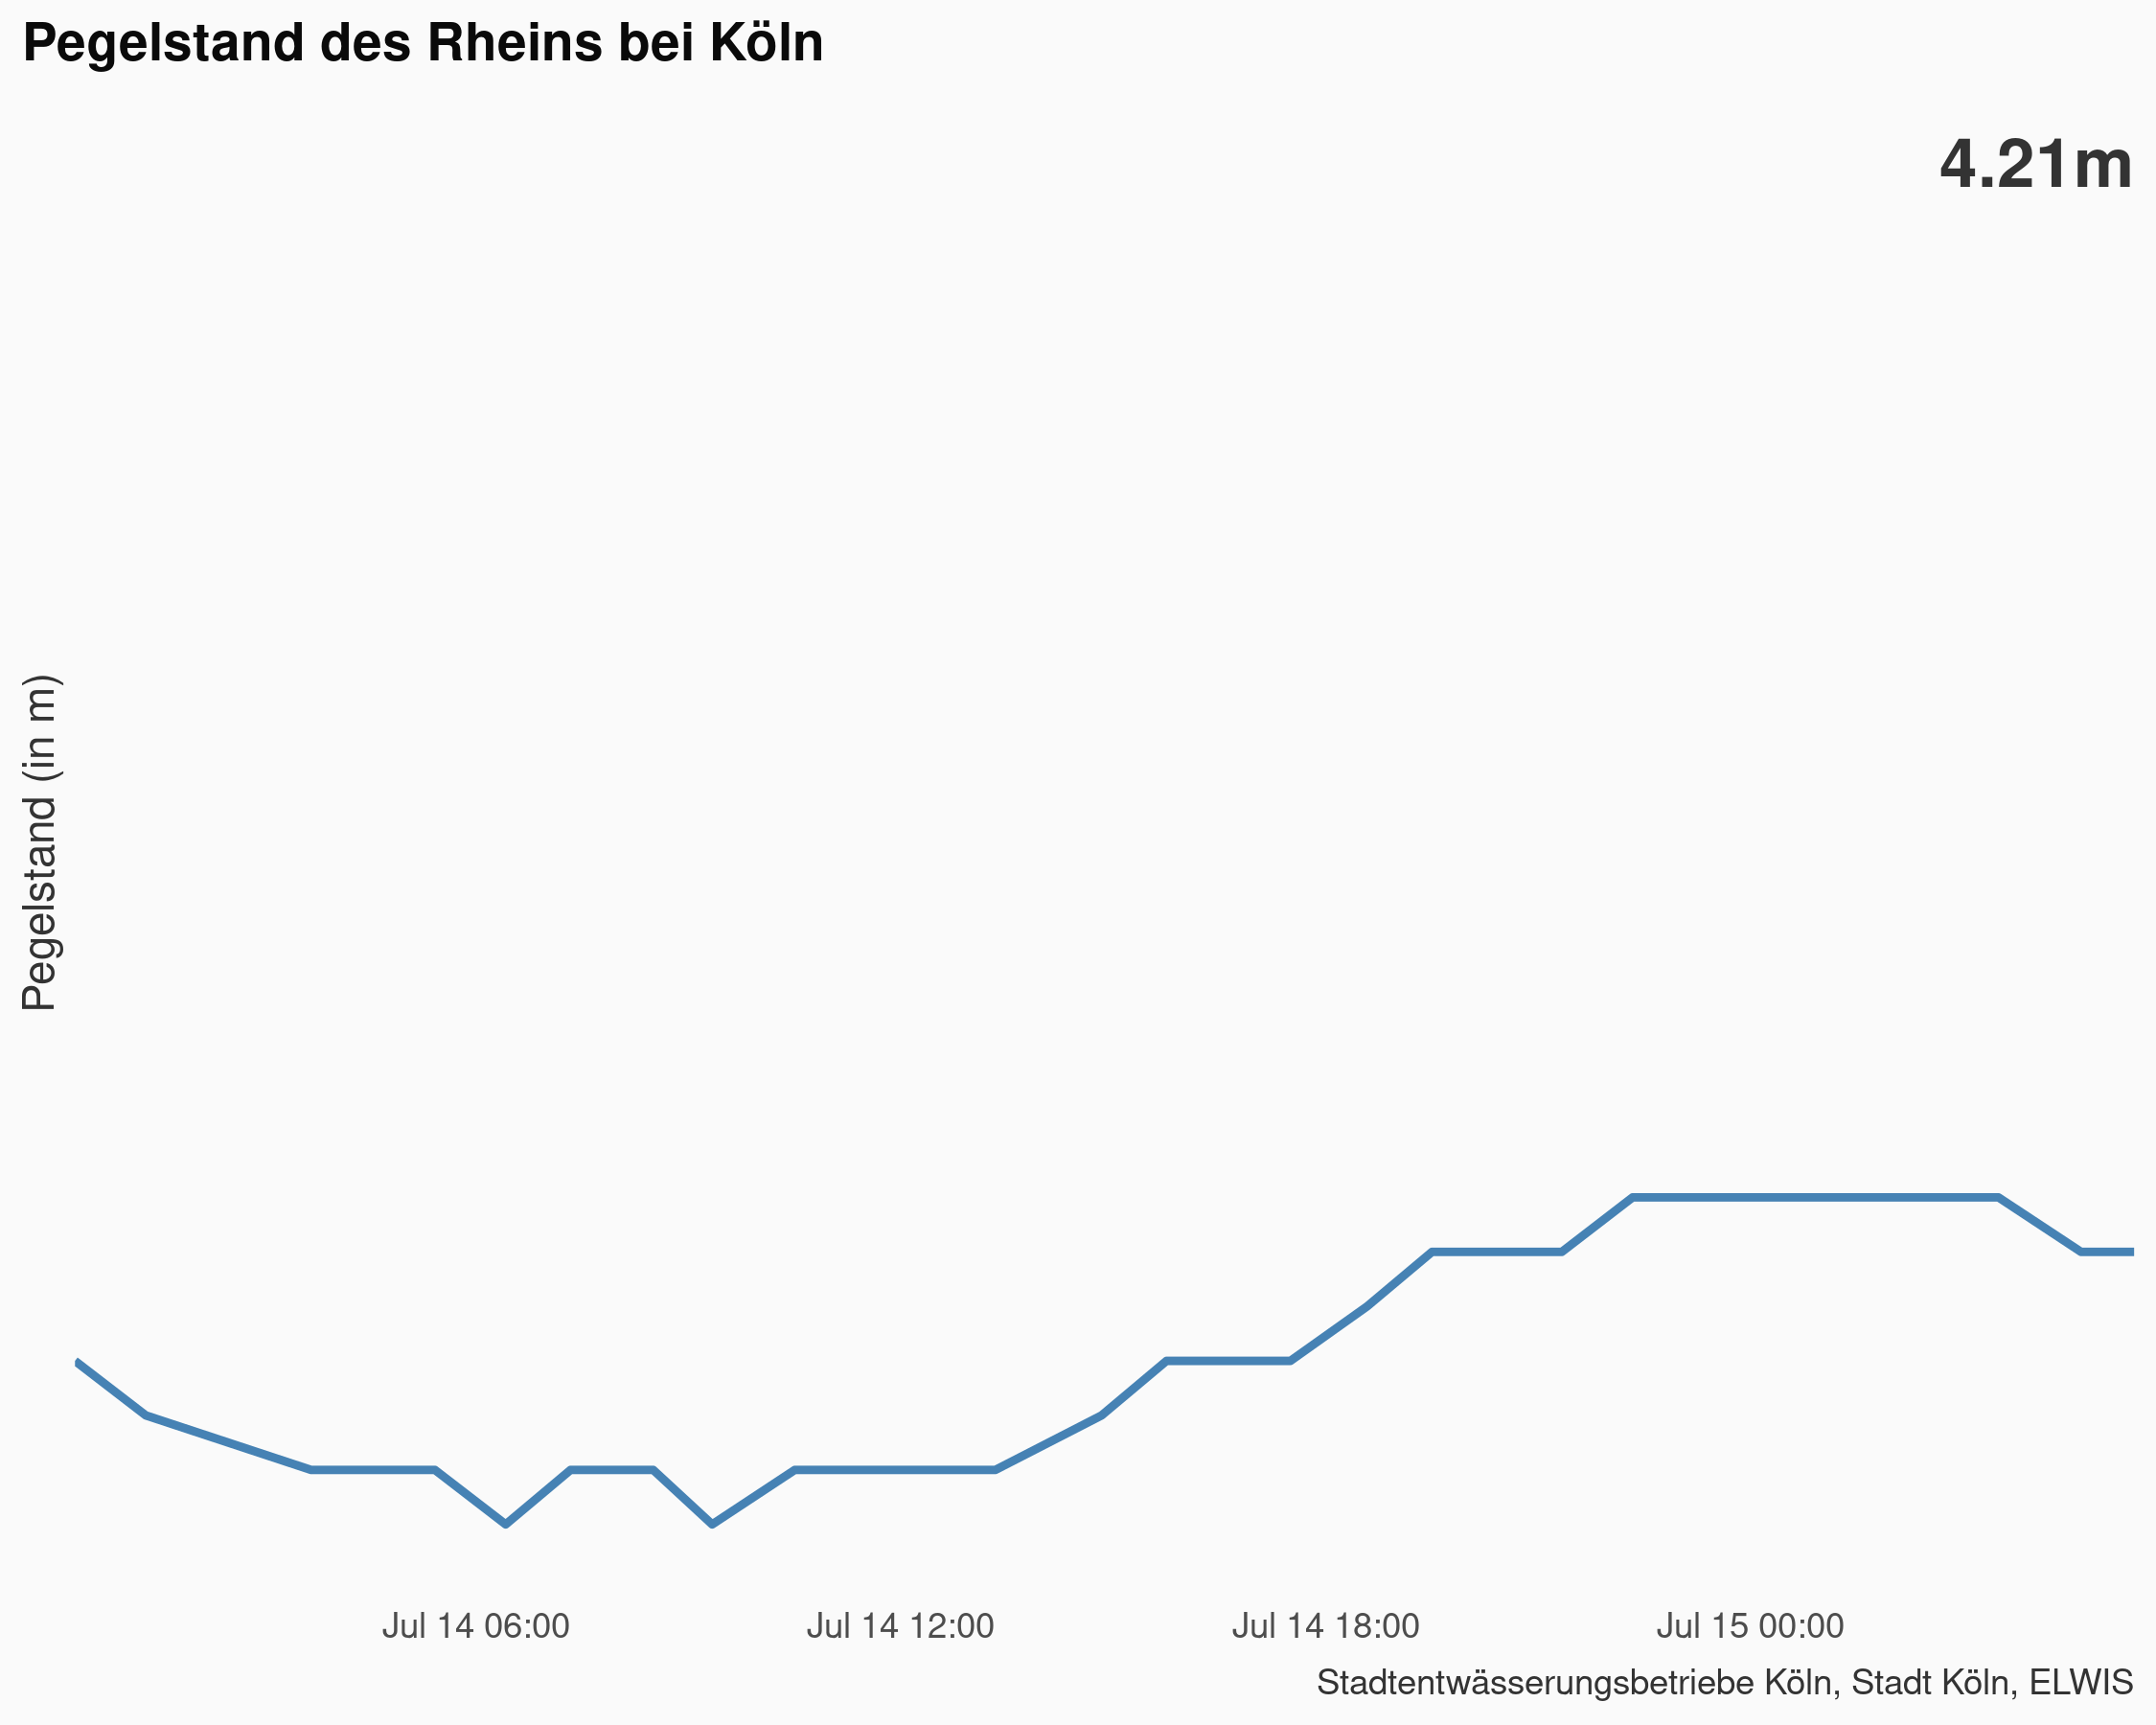 Pegelstand des Rheins bei Köln
4.21m
Pegelstand (in m)
Jul 14 06:00
Jul 14 12:00
Jul 14 18:00
Jul 15 00:00
Stadtentwässerungsbetriebe Köln, Stadt Köln, ELWIS